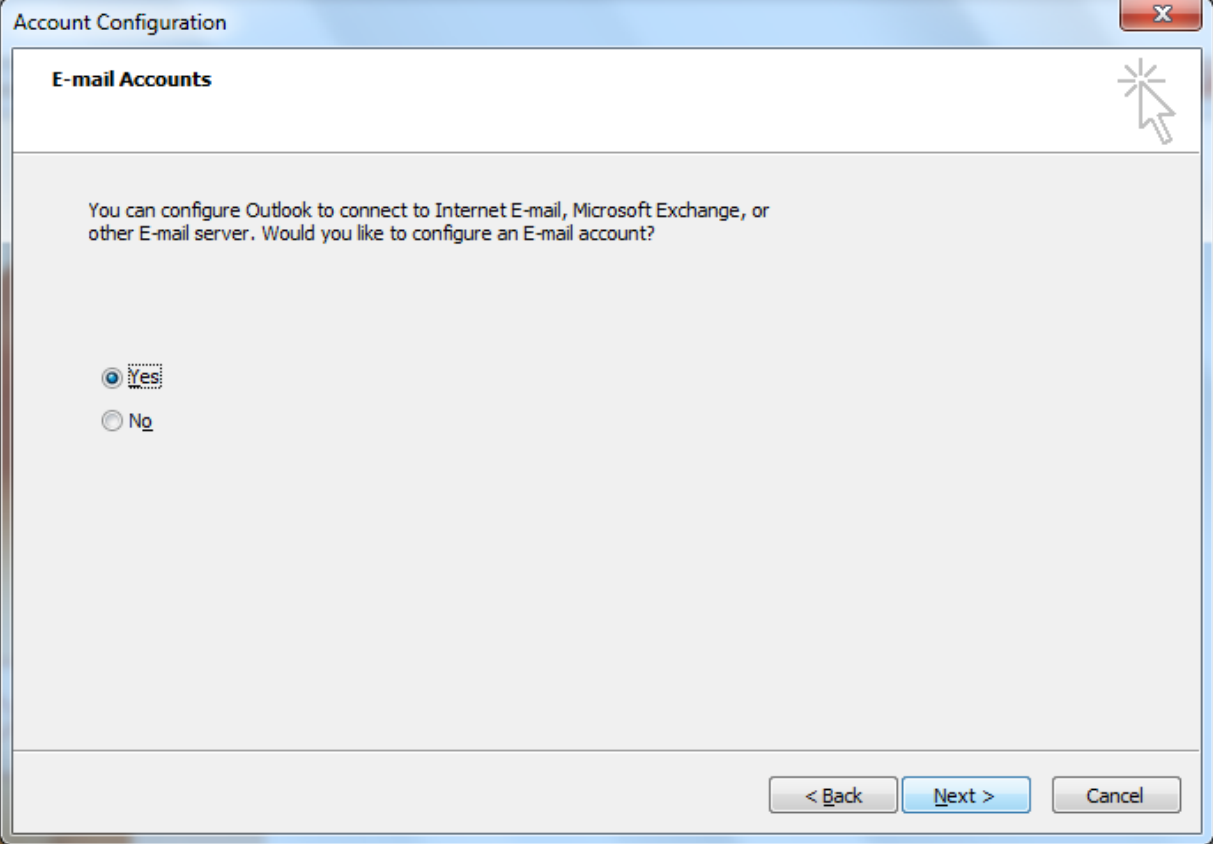 Account Configuration
E-mail Accounts
You can configure Outlook to connect to Internet E-mail, Microsoft Exchange, or
other E-mail server. Would you like to configure an E-mail account?
Yes
No
< Back Next > Cancel